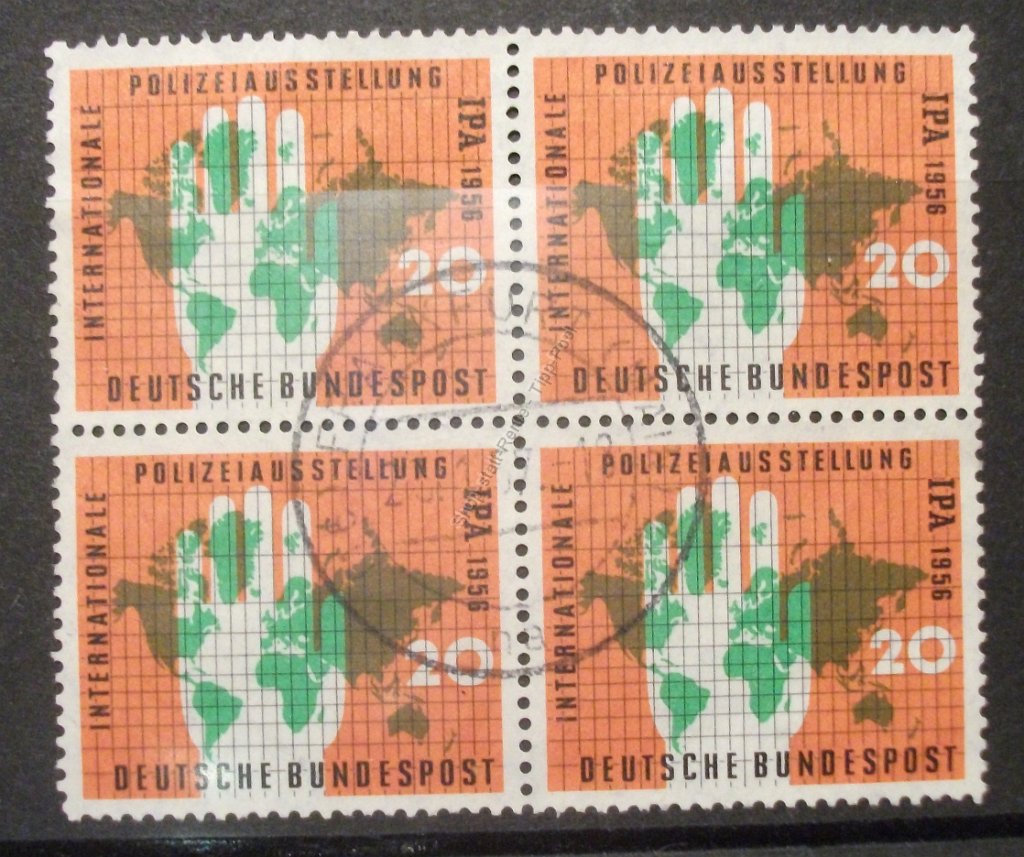 POLIZEIAUSSTELLUNG
INTERNATIONALE
IPA 1956
20
DEUTSCHE BUNDESPOST
POLIZEIAUSSTELLUNG
INTERNATIONALE
IPA 1956
20
DEUTSCHE BUNDESPOST
POLIZEIAUSSTELLUNG
INTERNATIONALE
IPA 1956
20
DEUTSCHE BUNDESPOST
POLIZEIAUSSTELLUNG
INTERNATIONALE
IPA 1956
20
DEUTSCHE BUNDESPOST